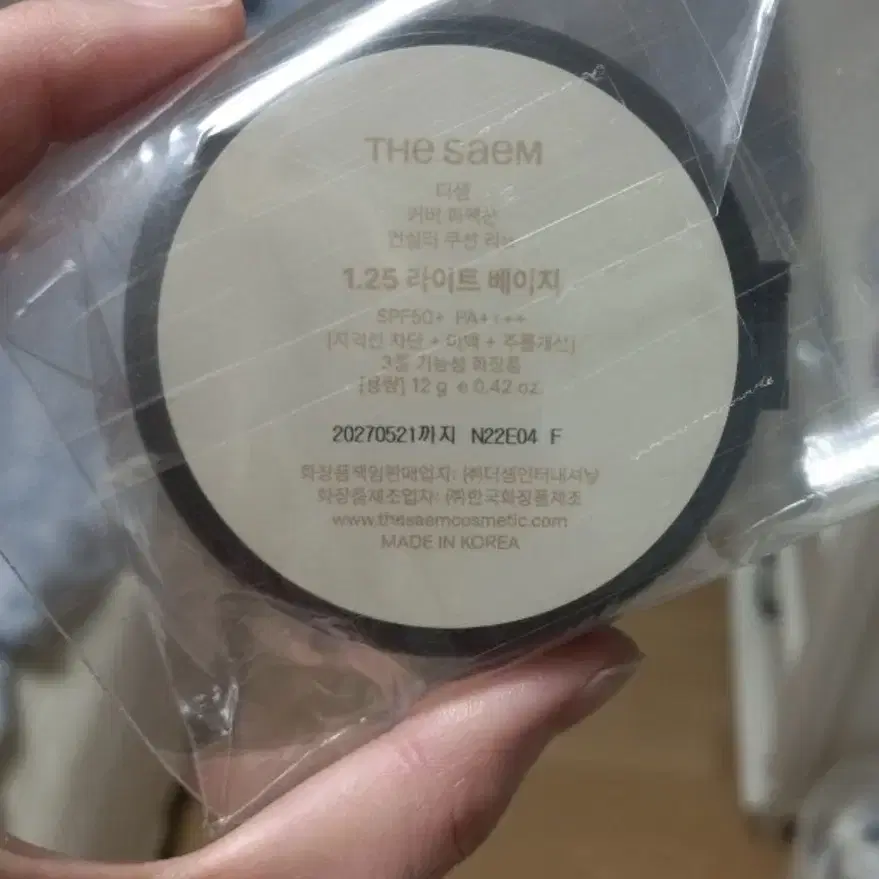 THE SAEM
더샘
커버 퍼펙션
컨실러 쿠션
1.25 라이트 베이지
SPF50+ PA++++
[자외선 차단 + 미백 + 주름개선]
3중 기능성 화장품
[용량] 12 g e 0.42 oz.
20270521까지 N22E04 F
화장품책임판매업자: ㈜더샘인터내셔날
화장품제조업자: ㈜한국화장품제조
www.thesaemcosmetic.com
MADE IN KOREA